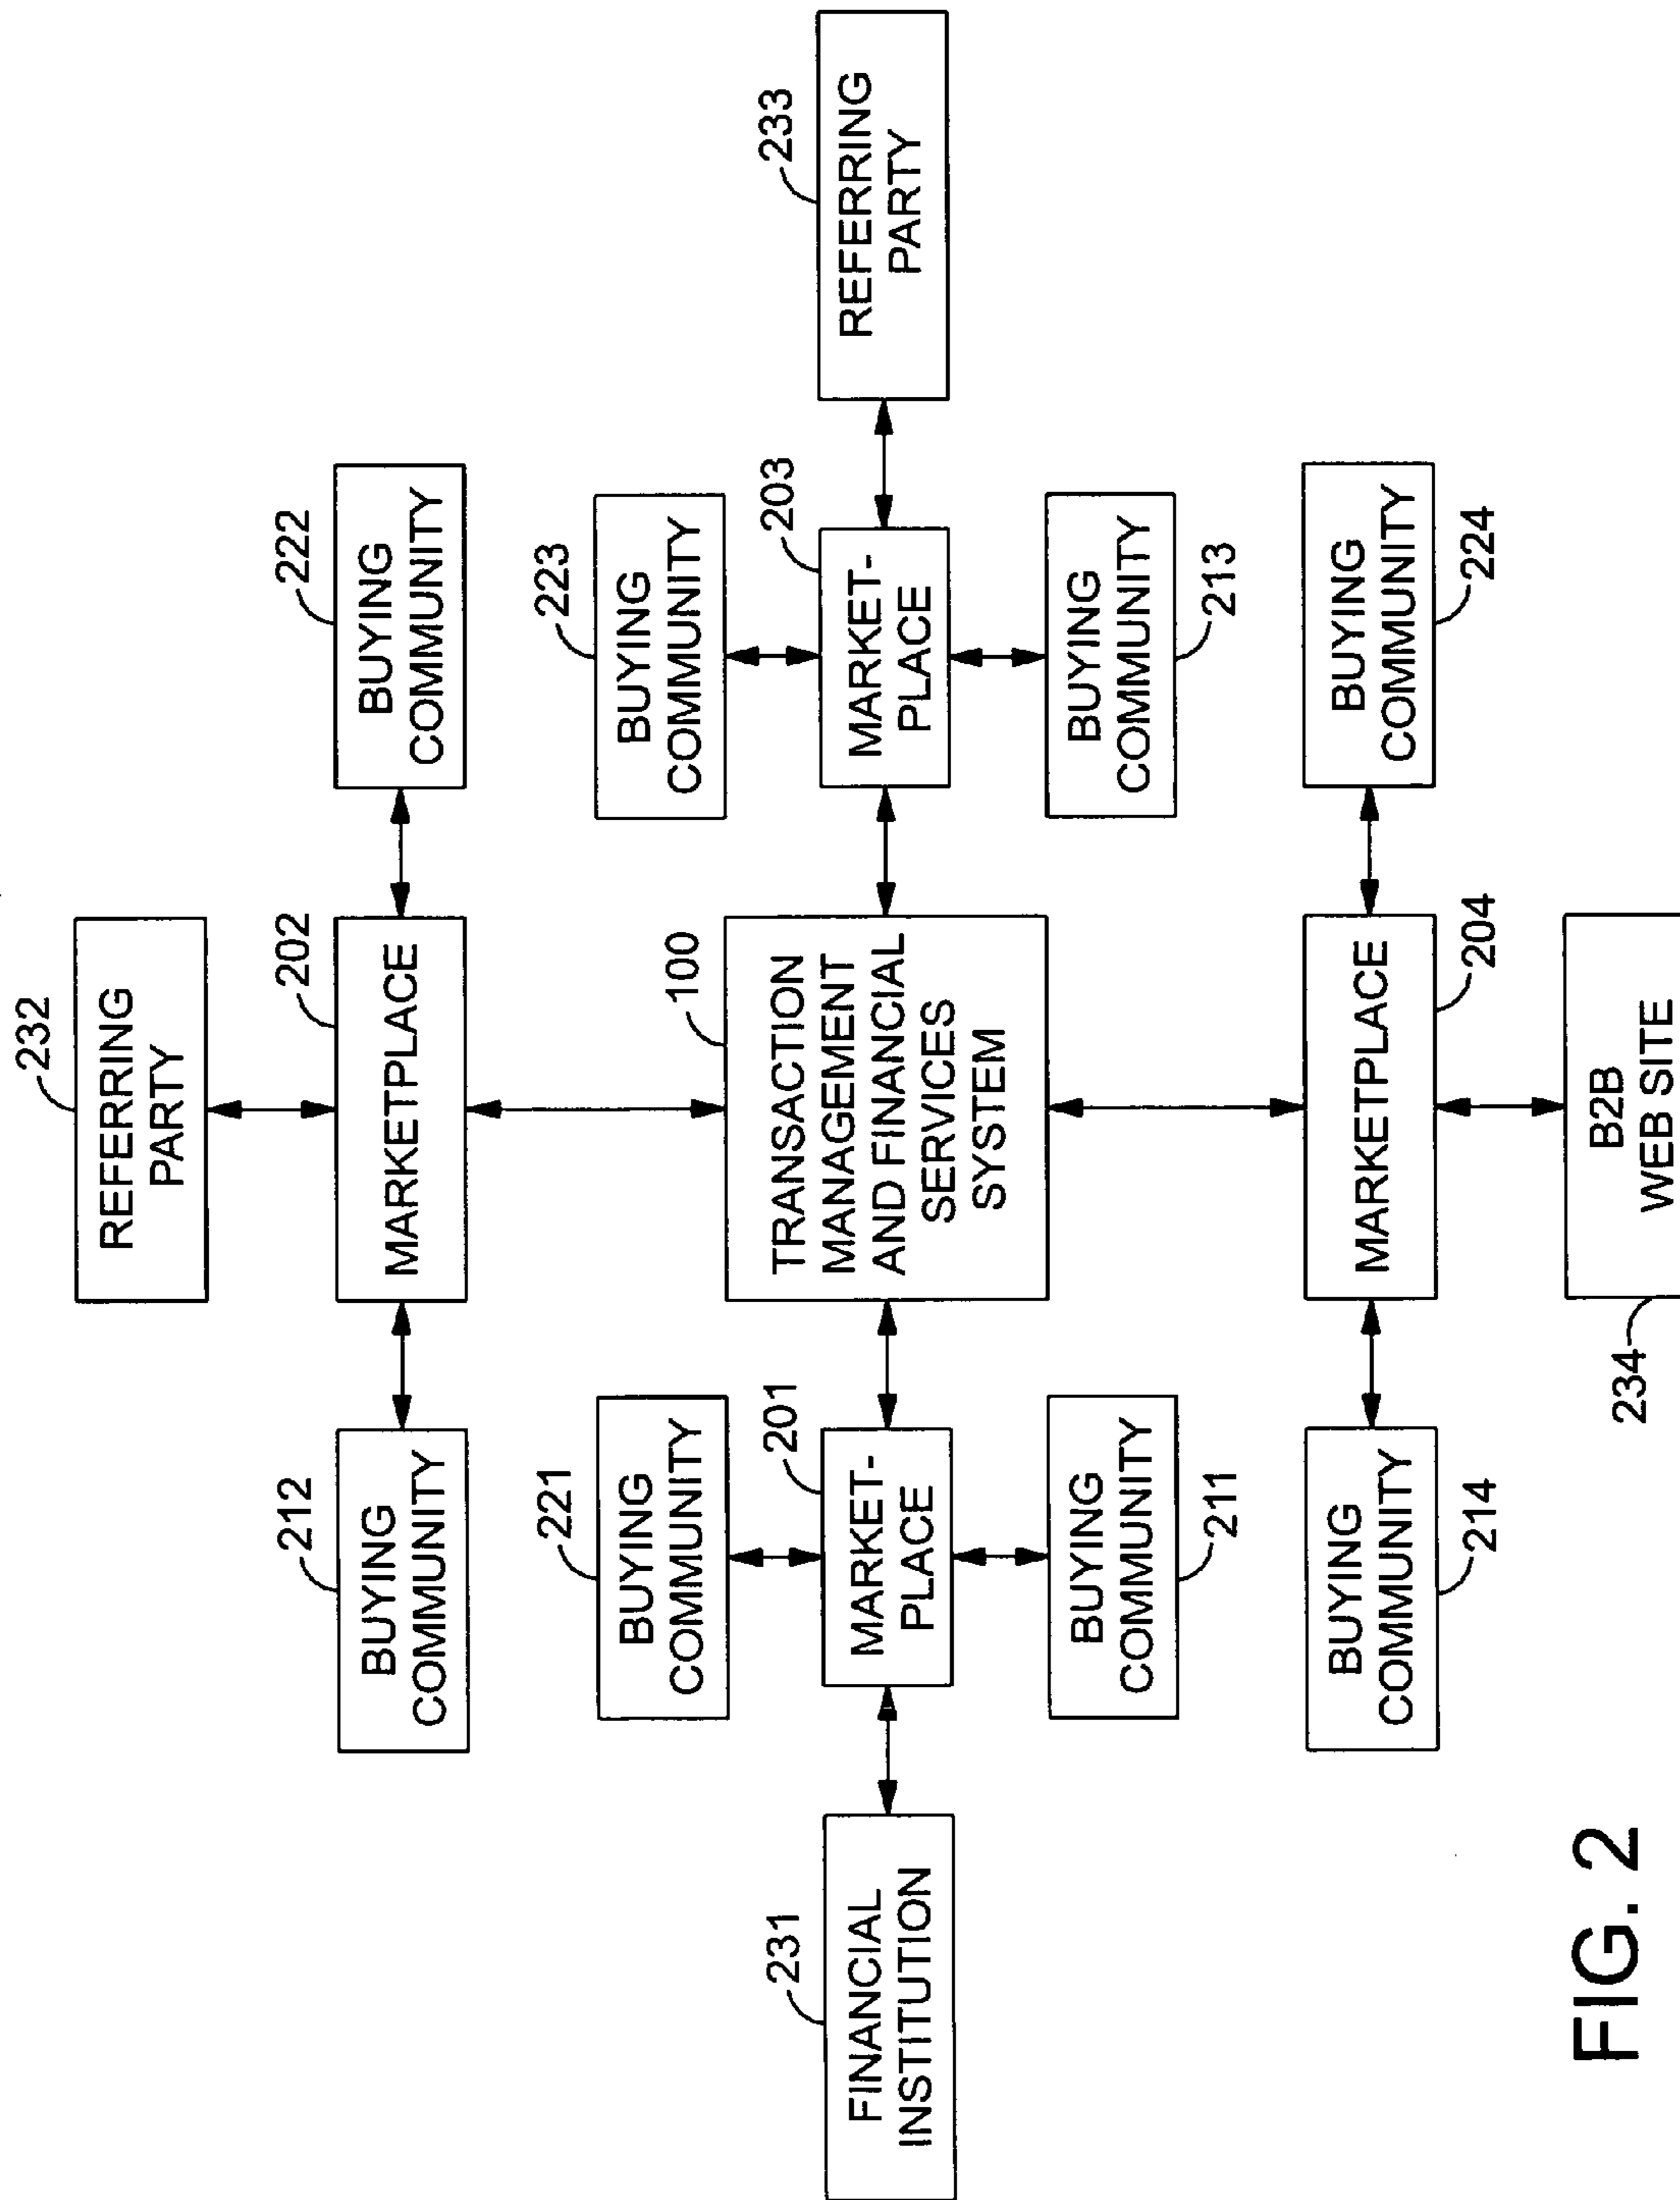 232
REFERRING
PARTY
212
BUYING
COMMUNITY
202
MARKETPLACE
222
BUYING
COMMUNITY
221
BUYING
COMMUNITY
223
BUYING
COMMUNITY
231
FINANCIAL
INSTITUTION
201
MARKET-
PLACE
100
TRANSACTION
MANAGEMENT
AND FINANCIAL
SERVICES
SYSTEM
203
MARKET-
PLACE
233
REFERRING
PARTY
BUYING
COMMUNITY
211
BUYING
COMMUNITY
213
BUYING
COMMUNITY
214
MARKETPLACE
204
BUYING
COMMUNITY
224
234
B2B
WEB SITE
FIG. 2